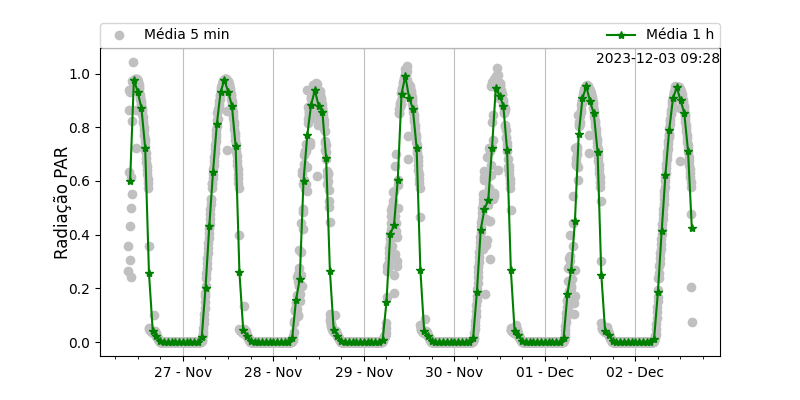 Média 5 min
Média 1 h
2023-12-03 09:28
Radiação PAR
1.0
0.8
0.6
0.4
0.2
0.0
27 - Nov
28 - Nov
29 - Nov
30 - Nov
01 - Dec
02 - Dec